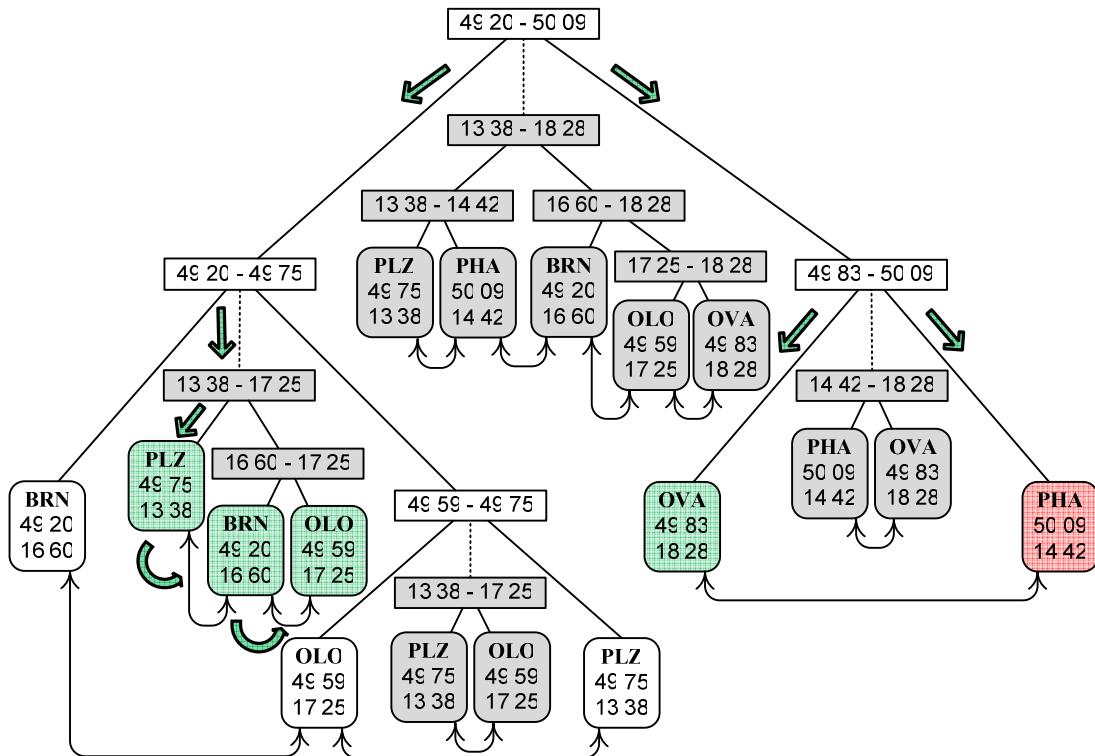 49 20 - 50 09
13 38 - 18 28
13 38 - 14 42
16 60 - 18 28
PLZ
49 75
13 38
PHA
50 09
14 42
BRN
49 20
16 60
17 25 - 18 28
OLO
49 59
17 25
OVA
49 83
18 28
49 20 - 49 75
49 83 - 50 09
13 38 - 17 25
14 42 - 18 28
PLZ
49 75
13 38
16 60 - 17 25
PHA
50 09
14 42
OVA
49 83
18 28
BRN
49 20
16 60
BRN
49 20
16 60
OLO
49 59
17 25
49 59 - 49 75
OVA
49 83
18 28
PHA
50 09
14 42
13 38 - 17 25
OLO
49 59
17 25
PLZ
49 75
13 38
OLO
49 59
17 25
PLZ
49 75
13 38